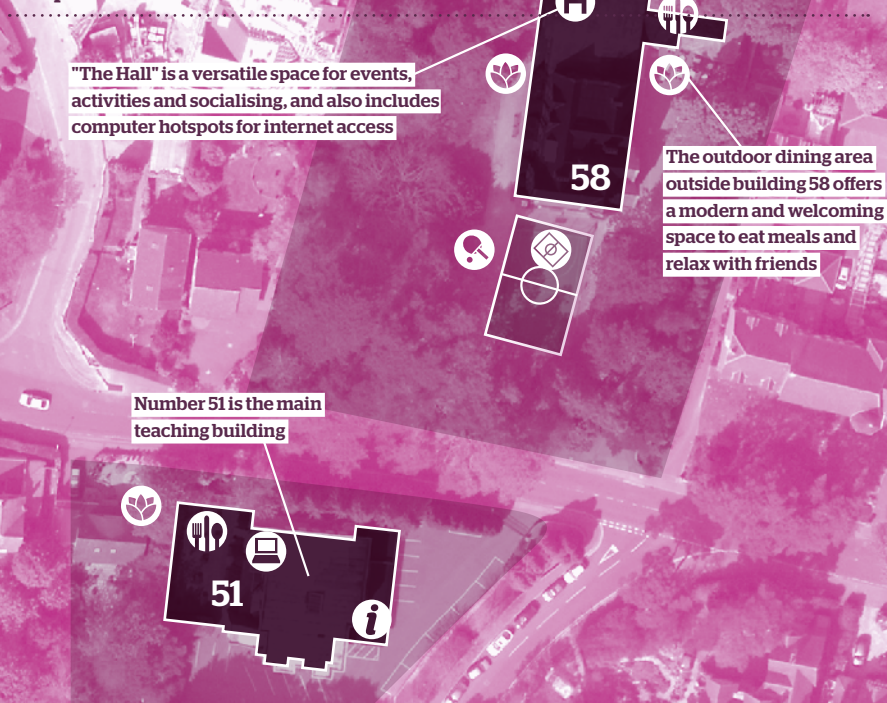 "The Hall" is a versatile space for events,
activities and socialising, and also includes
computer hotspots for internet access
58
The outdoor dining area
outside building 58 offers
a modern and welcoming
space to eat meals and
relax with friends
Number 51 is the main
teaching building
51
i